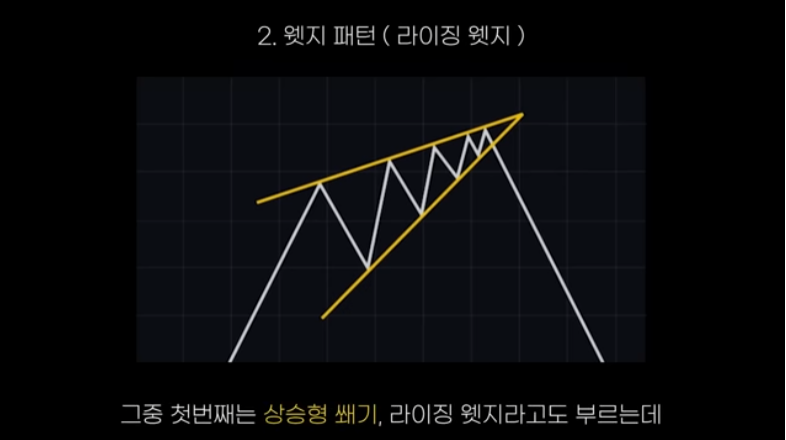 2. 웻지 패턴 ( 라이징 웻지 )
그중 첫번째는 상승형 쐐기, 라이징 웻지라고도 부르는데